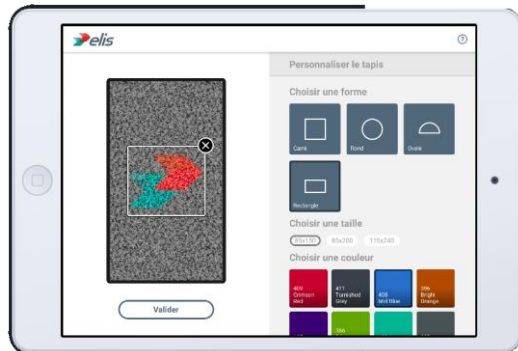 elis
Personnaliser le tapis
Choisir une forme
Carré
Rond
Ovale
Rectangle
Choisir une taille
85x150 85x200 115x240
Choisir une couleur
409 Crimson Red
411 Tarnished Grey
408 Mid Blue
396 Bright Orange
Valider